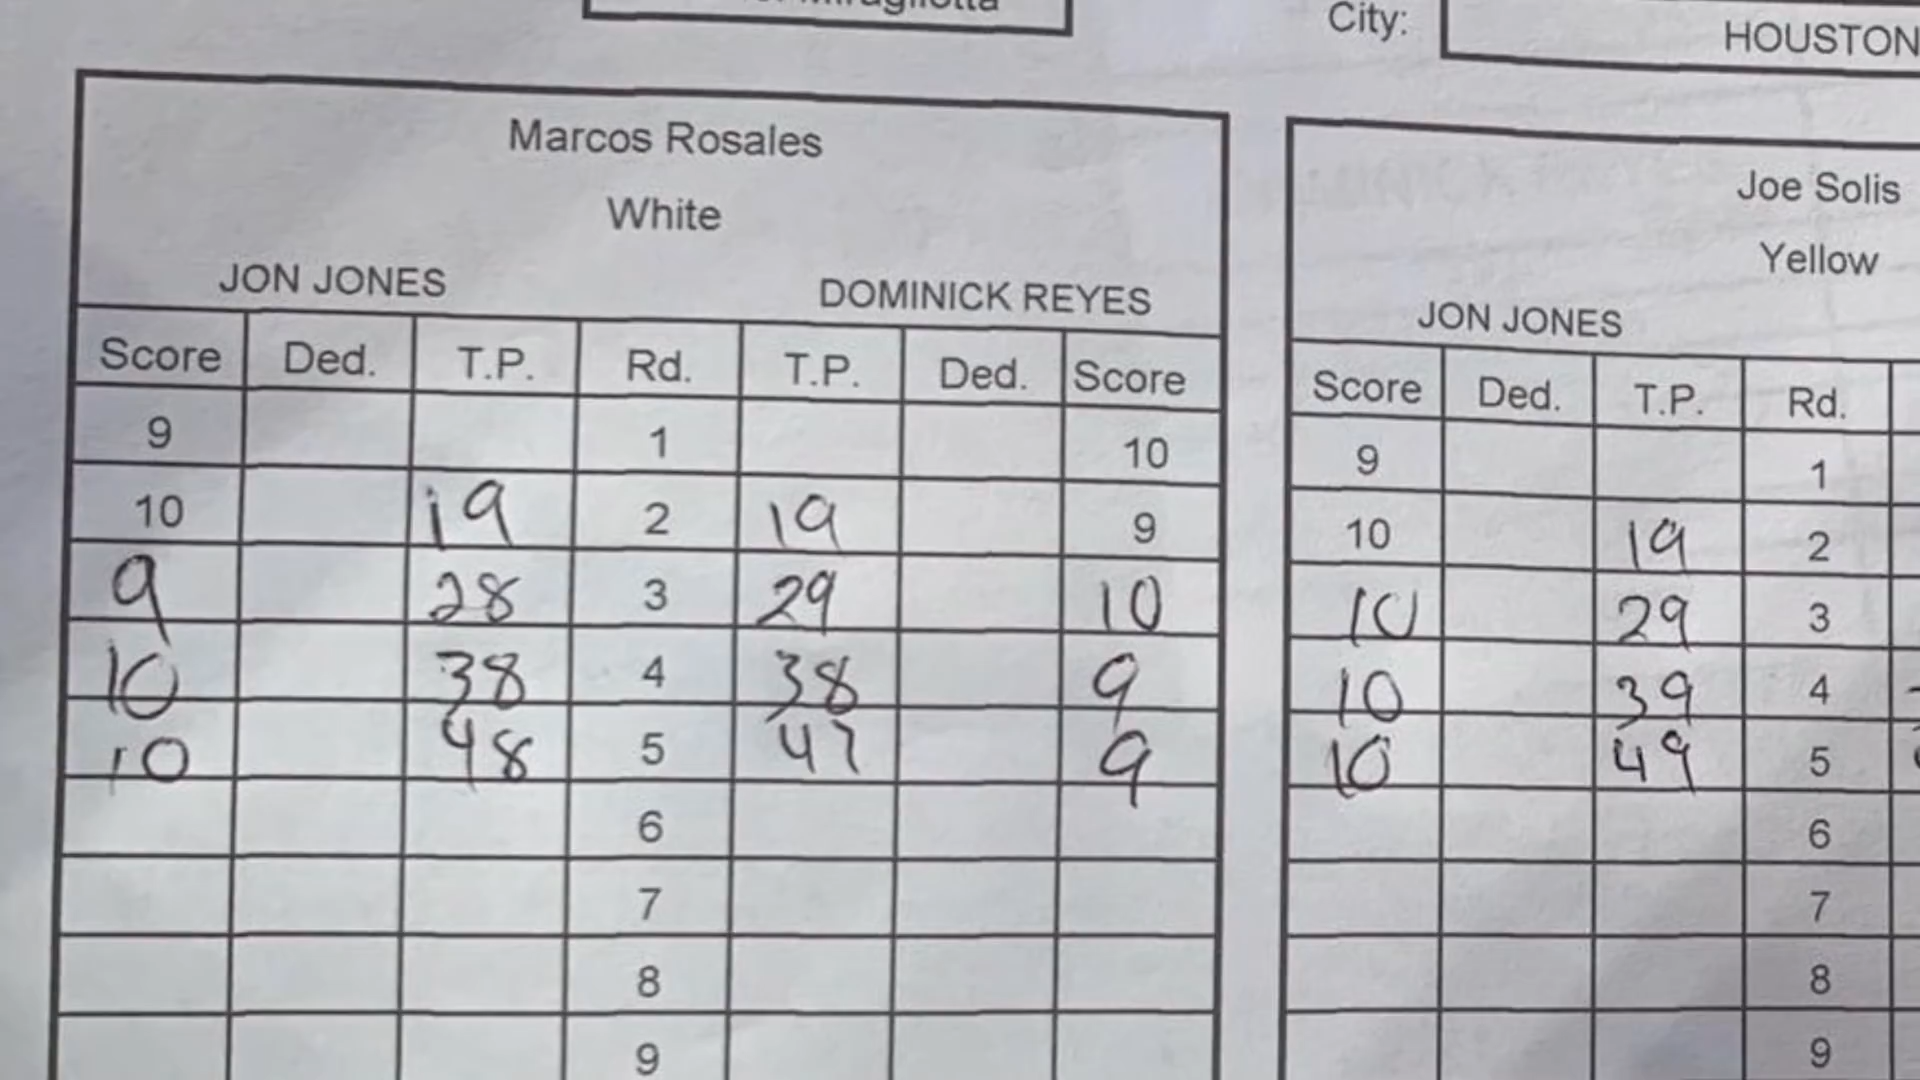 City:
HOUSTON
Marcos Rosales
White
JON JONES DOMINICK REYES
Score Ded. T.P. Rd. T.P. Ded. Score
9 1 10
10 19 2 19 9
9 28 3 29 10
10 38 4 38 9
10 48 5 47 9
6
7
8
9
Joe Solis
Yellow
JON JONES
Score Ded. T.P. Rd.
9 1
10 19 2
10 29 3
10 39 4
10 49 5
6
7
8
9